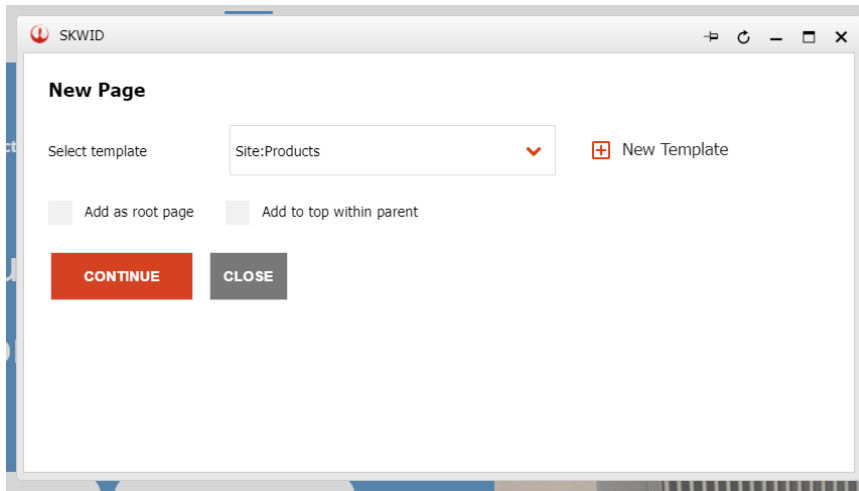 SKWID
New Page
Select template
Site:Products
New Template
Add as root page
Add to top within parent
CONTINUE
CLOSE